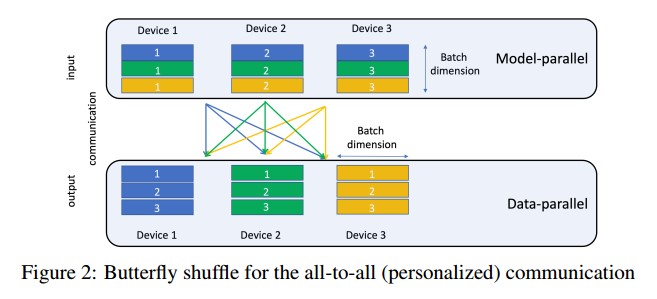 Device 1 Device 2 Device 3
1 2 3
1 2 3
1 2 3
input
Batch
dimension
Model-parallel
communication
Batch
dimension
output
1 1 1
2 2 2
3 3 3
Data-parallel
Device 1 Device 2 Device 3
Figure 2: Butterfly shuffle for the all-to-all (personalized) communication